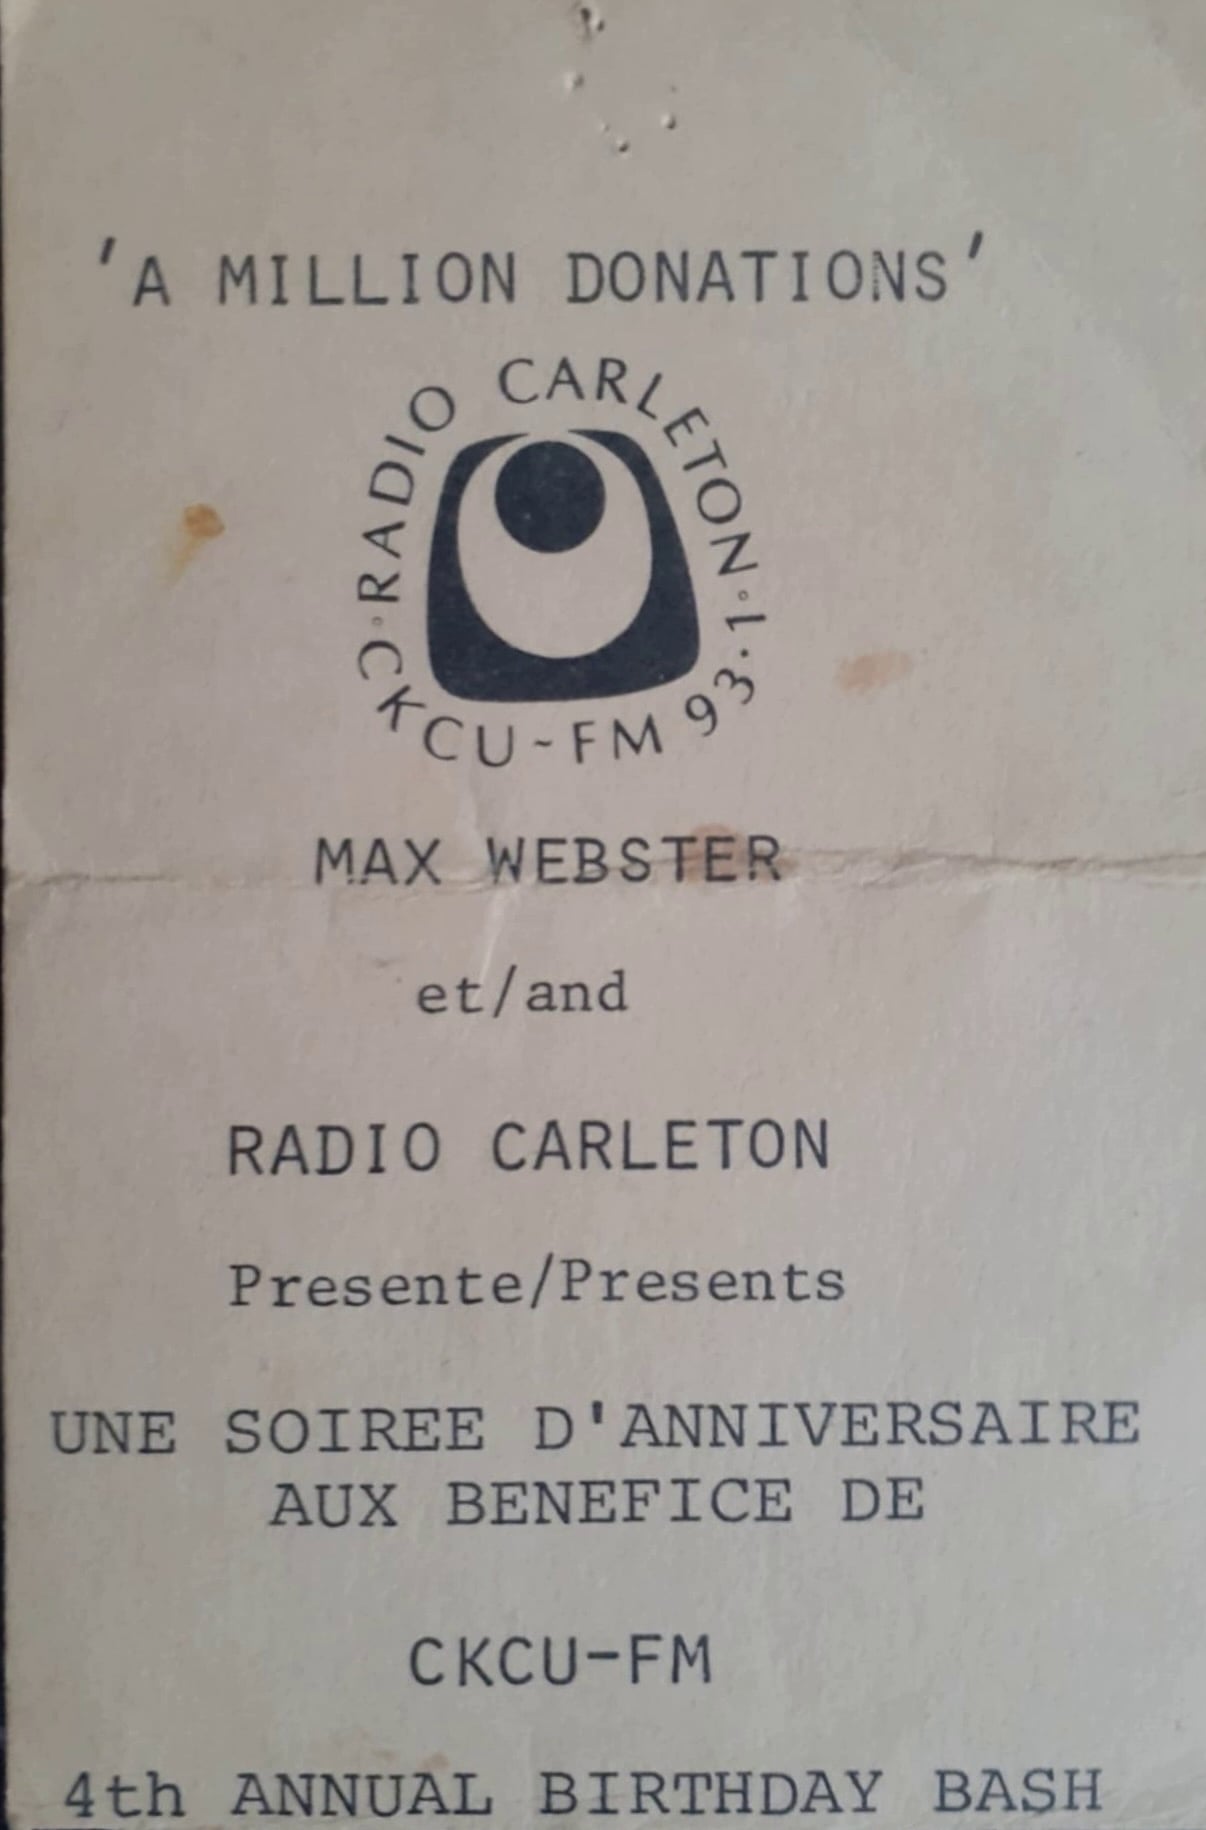 'A MILLION DONATIONS'
RADIO CARLETON
CKCU-FM 93.1
MAX WEBSTER
et/and
RADIO CARLETON
Presente/Presents
UNE SOIREE D'ANNIVERSAIRE
AUX BENEFICE DE
CKCU-FM
4th ANNUAL BIRTHDAY BASH